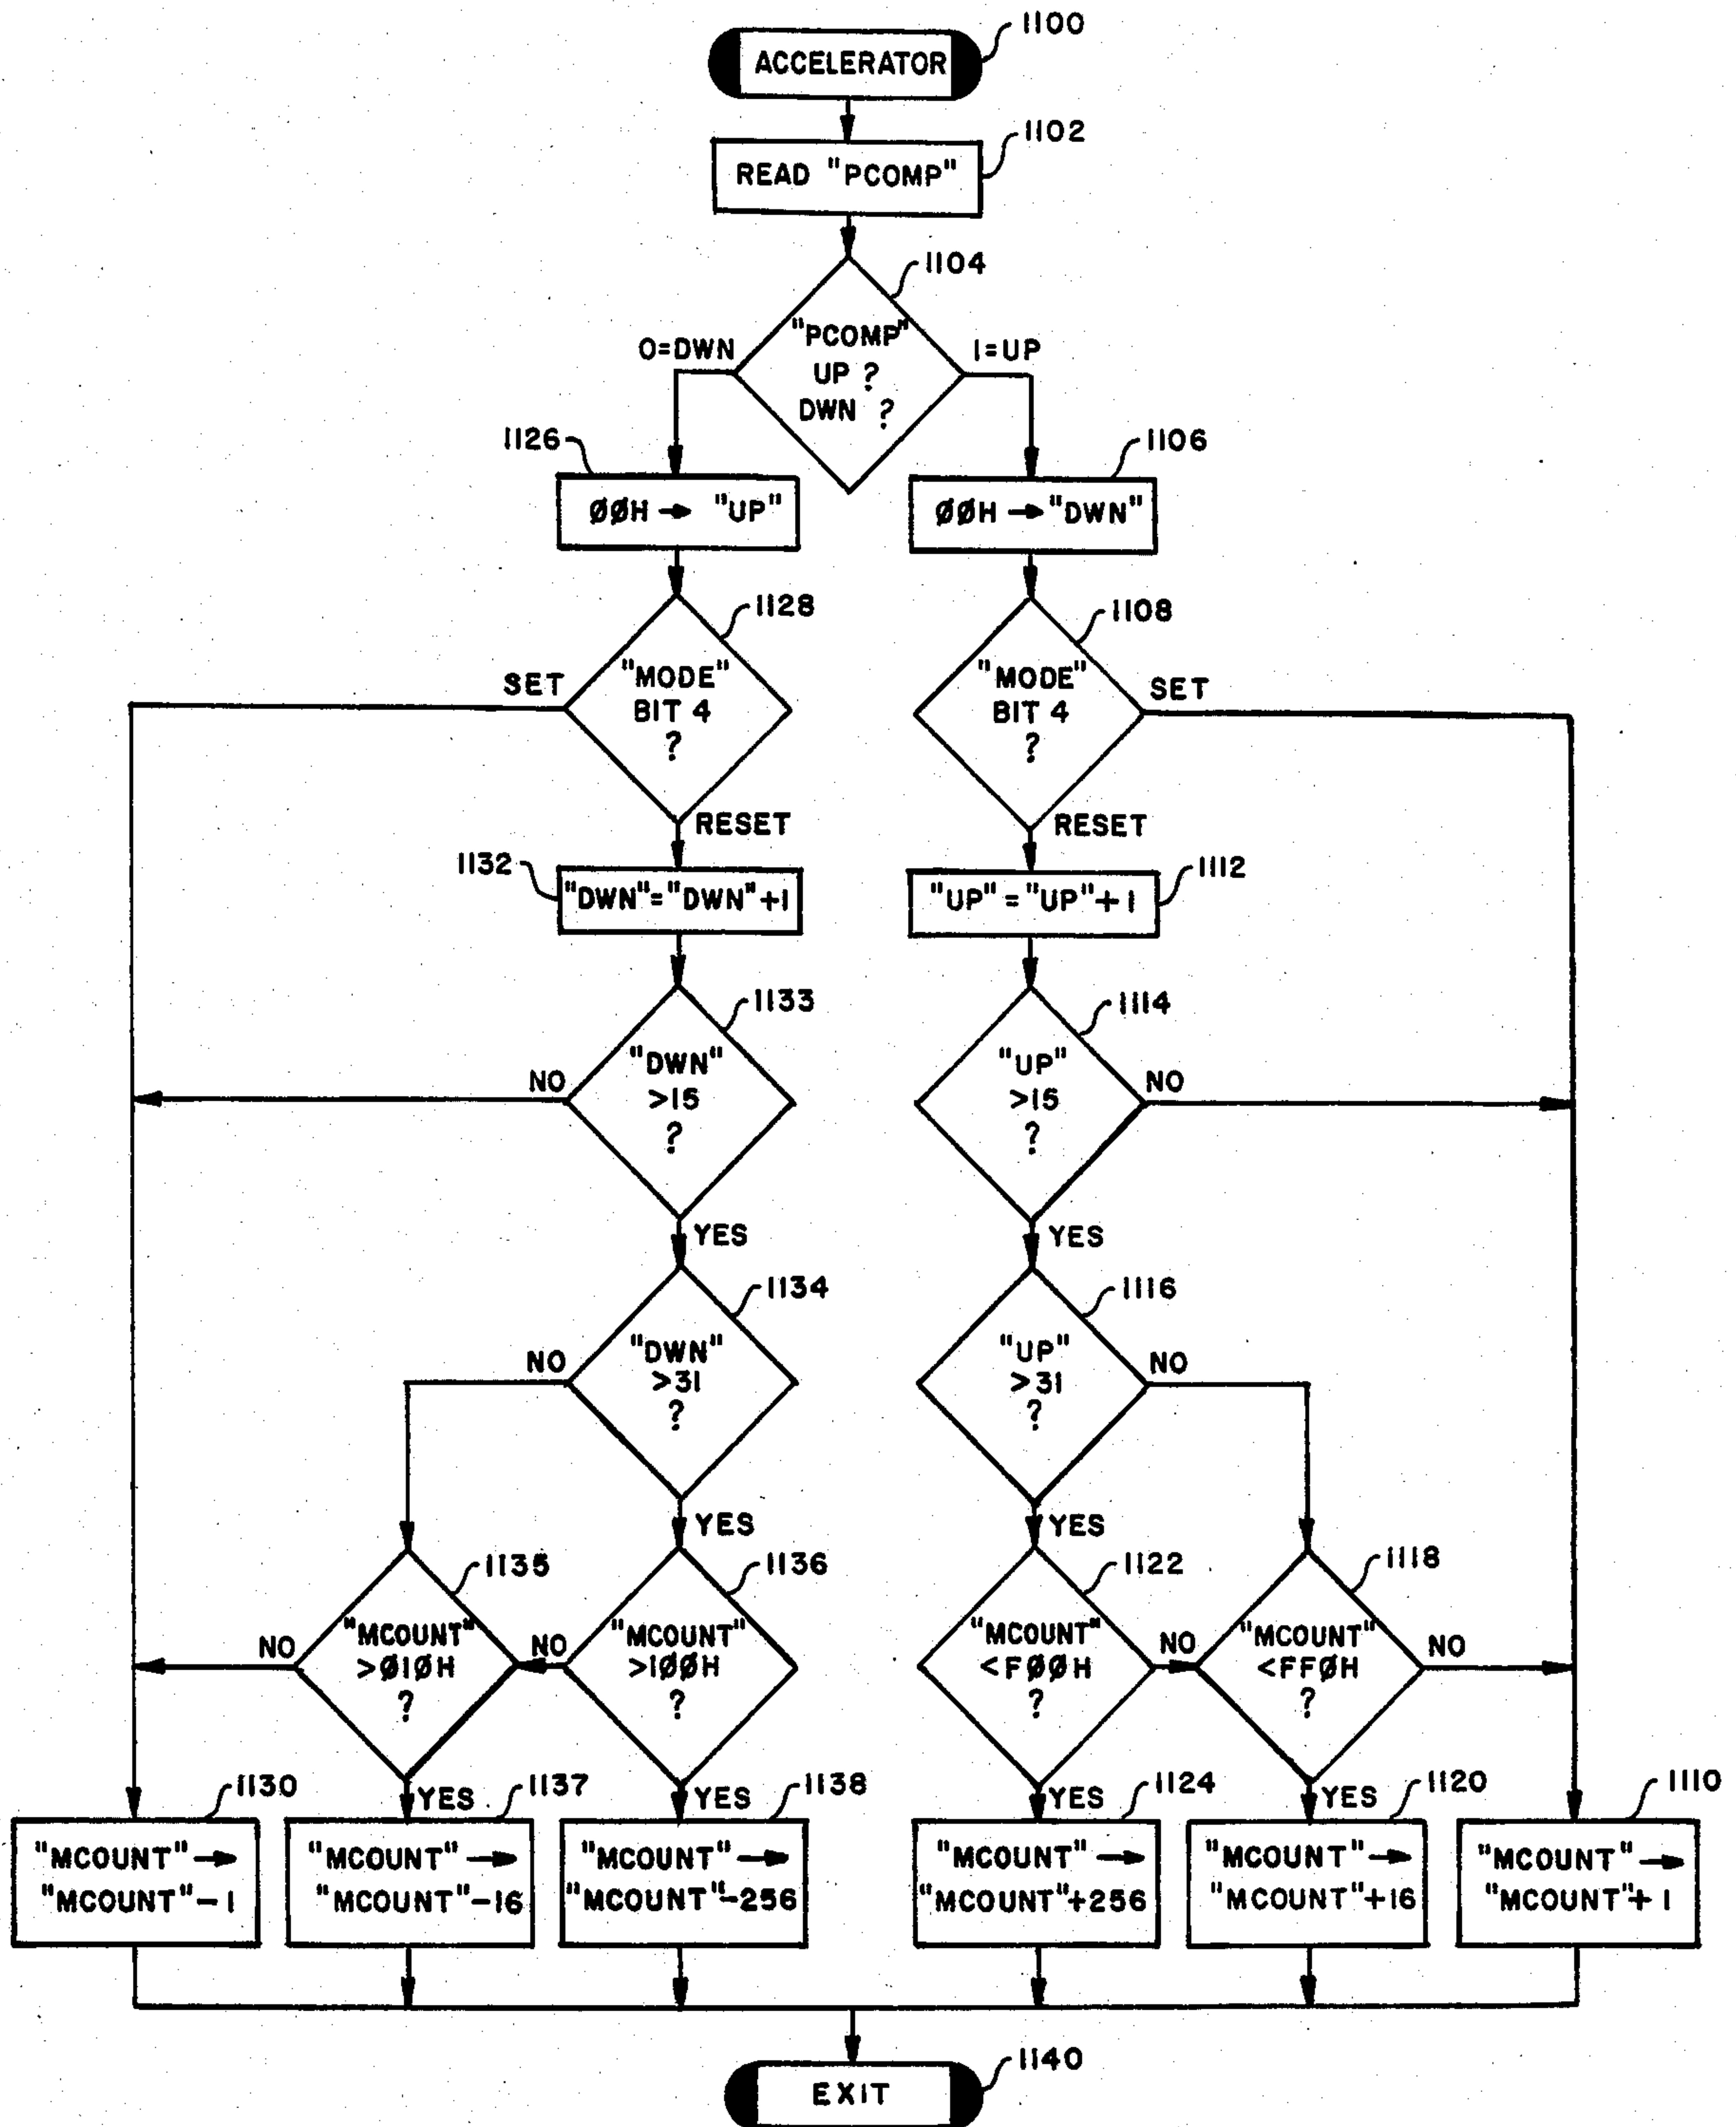 ACCELERATOR
1100
READ "PCOMP"
1102
"PCOMP"
UP ?
DWN ?
1104
0=DWN
1=UP
1126
ØØH → "UP"
1106
ØØH → "DWN"
1128
"MODE"
BIT 4
?
SET
RESET
1108
"MODE"
BIT 4
?
SET
RESET
1132
"DWN"="DWN"+1
1112
"UP" = "UP"+1
1133
"DWN"
>15
?
NO
YES
1114
"UP"
>15
?
NO
YES
1134
"DWN"
>31
?
NO
YES
1116
"UP"
>31
?
NO
YES
1135
"MCOUNT"
>Ø1ØH
?
NO
YES
1136
"MCOUNT"
>1ØØH
?
NO
YES
1122
"MCOUNT"
<FØØH
?
NO
YES
1118
"MCOUNT"
<FFØH
?
NO
YES
1130
"MCOUNT" →
"MCOUNT"-1
1137
"MCOUNT" →
"MCOUNT"-16
1138
"MCOUNT" →
"MCOUNT"-256
1124
"MCOUNT" →
"MCOUNT"+256
1120
"MCOUNT" →
"MCOUNT"+16
1110
"MCOUNT" →
"MCOUNT"+1
EXIT
1140